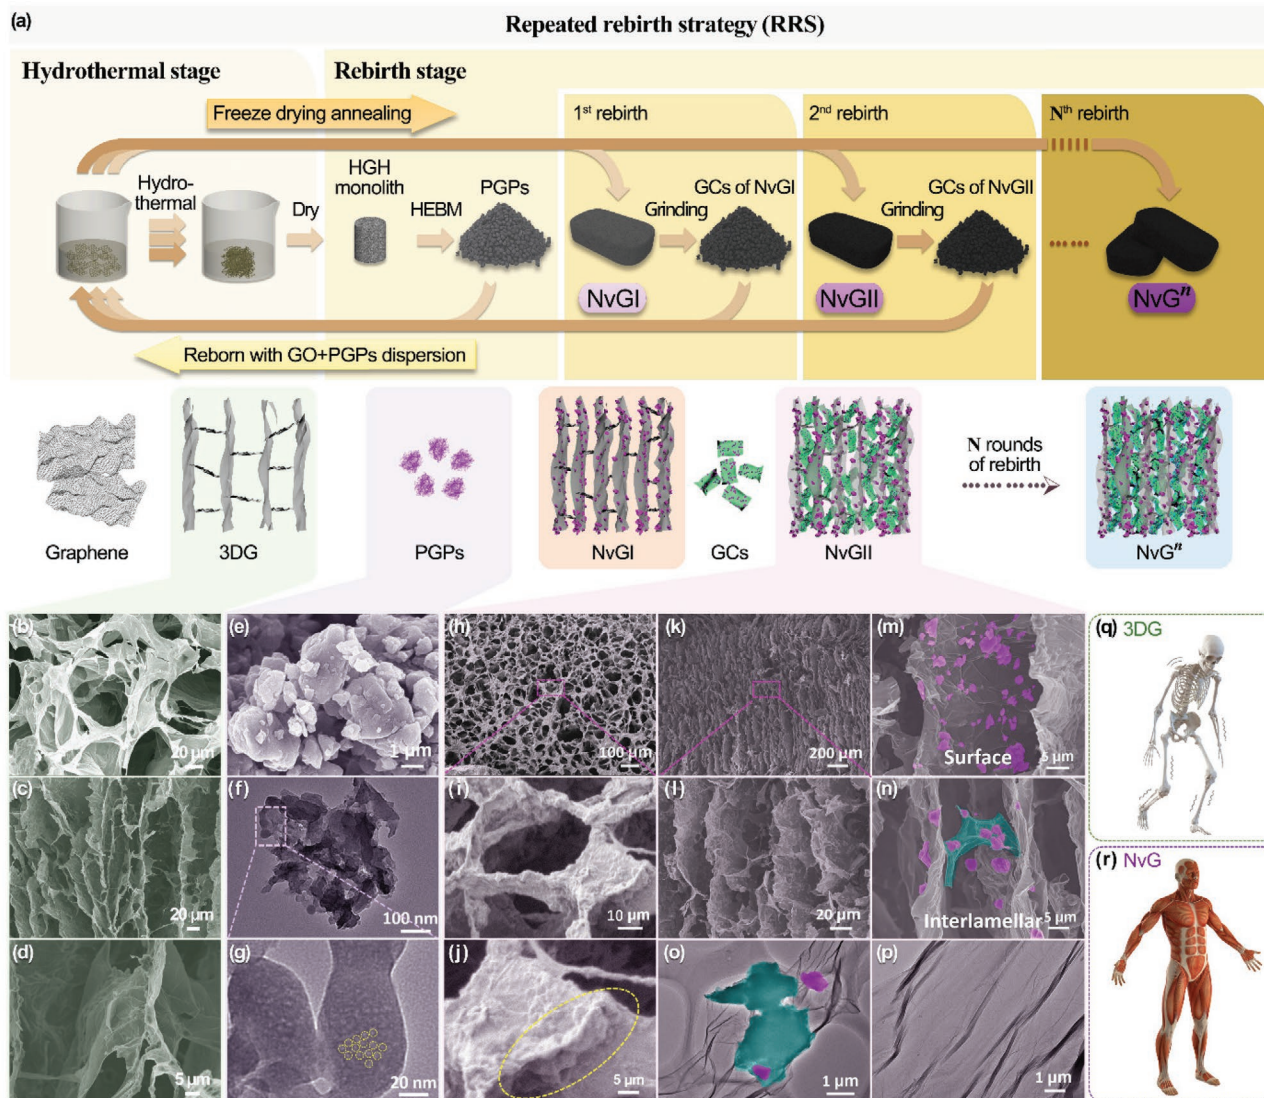 (a)
Repeated rebirth strategy (RRS)
Hydrothermal stage
Rebirth stage
Freeze drying annealing
1st rebirth
2nd rebirth
Nth rebirth
Hydro-
thermal
Dry
HGH
monolith
HEBM
PGPs
Grinding
GCs of NvGI
Grinding
GCs of NvGII
NvGI
NvGII
NvGn
Reborn with GO+PGPs dispersion
N rounds
of rebirth
Graphene
3DG
PGPs
NvGI
GCs
NvGII
NvGn
(b)
20 µm
(e)
1 µm
(h)
100 µm
(k)
200 µm
(m)
Surface
5 µm
(q) 3DG
(c)
20 µm
(f)
100 nm
(i)
10 µm
(l)
20 µm
(n)
Interlamellar
5 µm
(r) NvG
(d)
5 µm
(g)
20 nm
(j)
5 µm
(o)
1 µm
(p)
1 µm